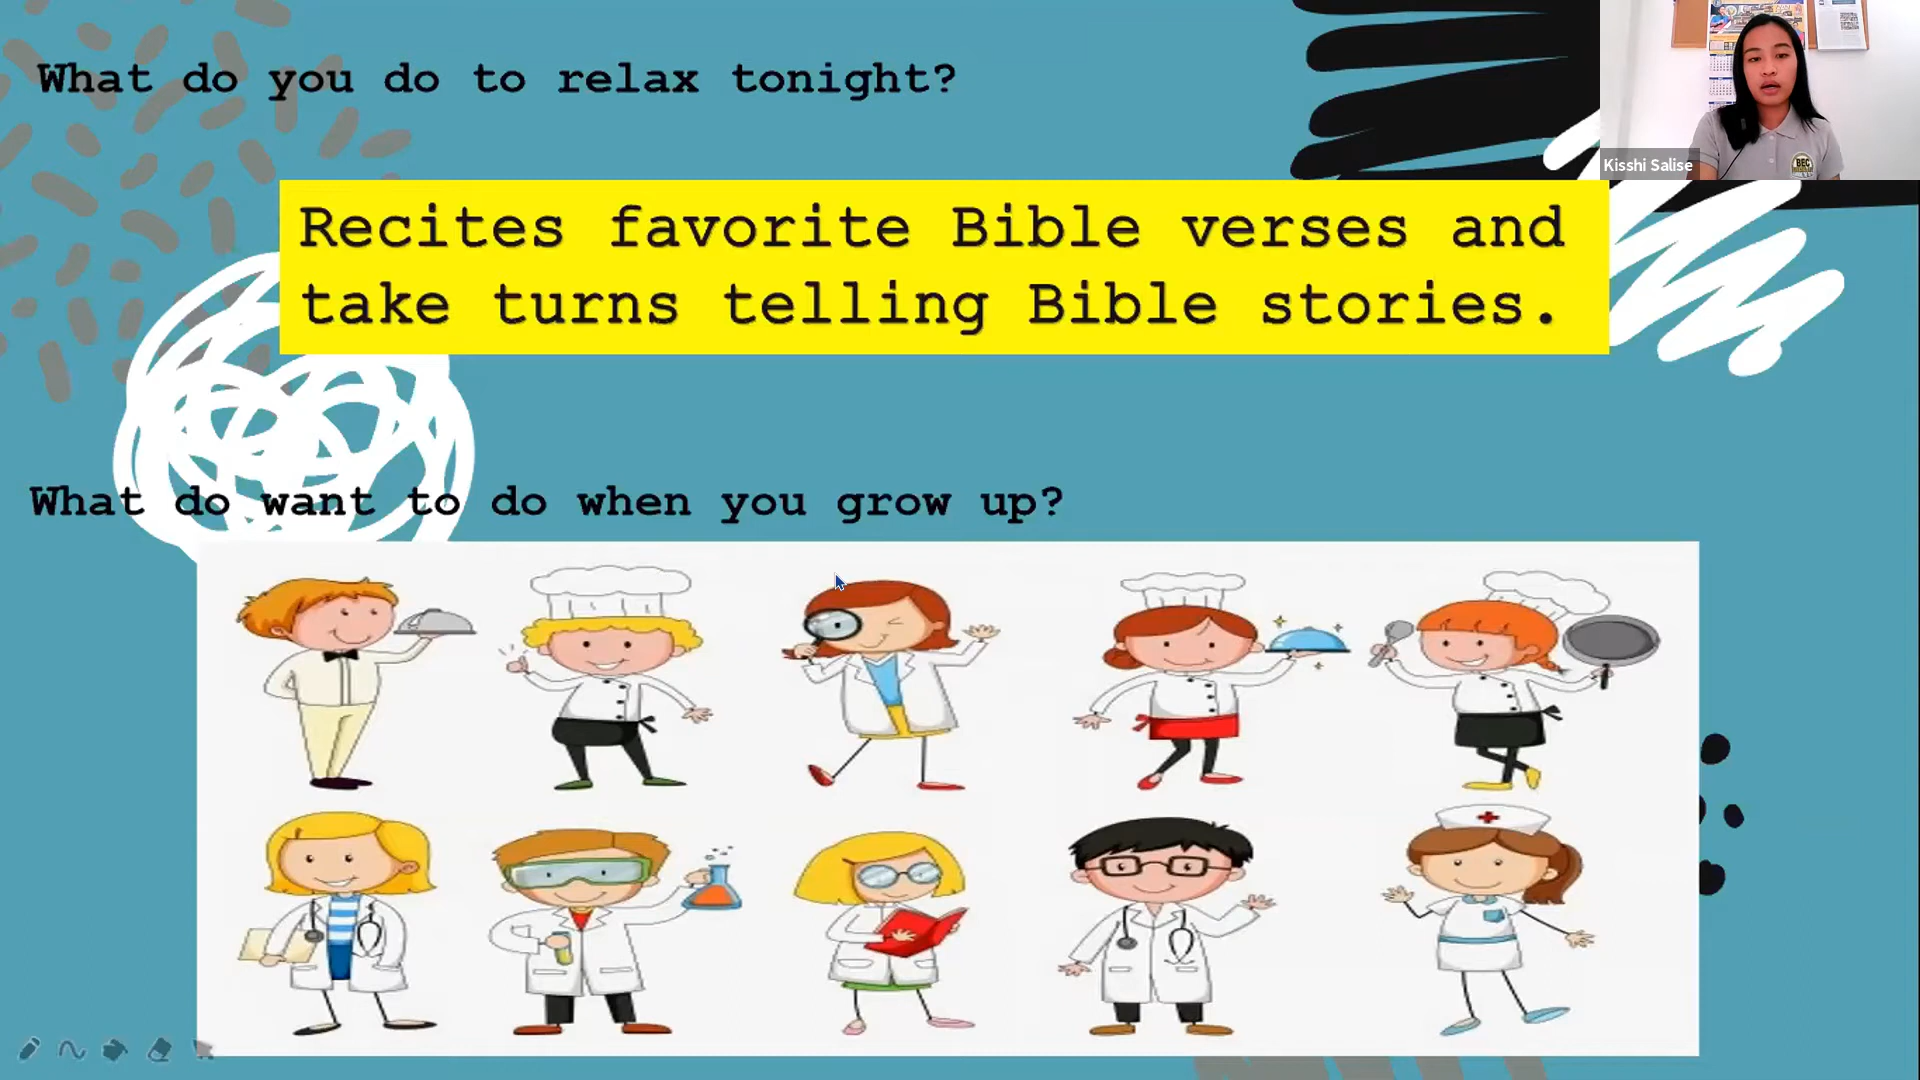 What do you do to relax tonight?
Kisshi Salise
BEC
Recites favorite Bible verses and
take turns telling Bible stories.
What do want to do when you grow up?